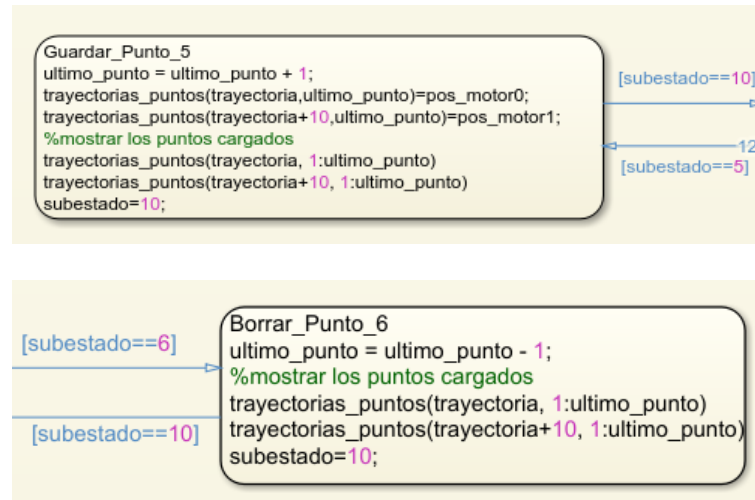 Guardar_Punto_5
ultimo_punto = ultimo_punto + 1;
trayectorias_puntos(trayectoria,ultimo_punto)=pos_motor0;
trayectorias_puntos(trayectoria+10,ultimo_punto)=pos_motor1;
%mostrar los puntos cargados
trayectorias_puntos(trayectoria, 1:ultimo_punto)
trayectorias_puntos(trayectoria+10, 1:ultimo_punto)
subestado=10;
[subestado==10]
12
[subestado==5]
[subestado==6]
[subestado==10]
Borrar_Punto_6
ultimo_punto = ultimo_punto - 1;
%mostrar los puntos cargados
trayectorias_puntos(trayectoria, 1:ultimo_punto)
trayectorias_puntos(trayectoria+10, 1:ultimo_punto)
subestado=10;